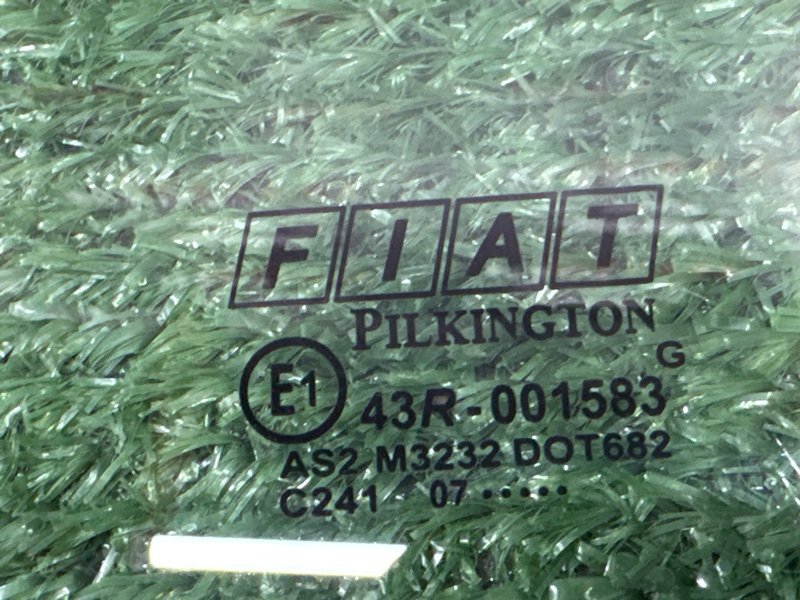 FIAT
PILKINGTON
G
E1 43R-001583
AS2 M3232 DOT682
C241 07 •••••